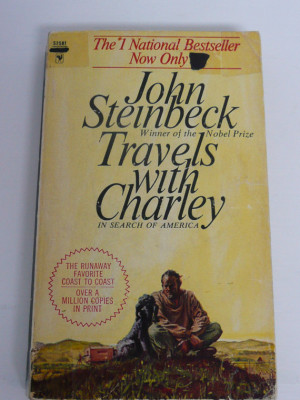 The #1 National Bestseller
Now Only
John
Steinbeck
Winner of the Nobel Prize
Travels
with
Charley
IN SEARCH OF AMERICA
THE RUNAWAY
FAVORITE
COAST TO COAST
OVER A
MILLION COPIES
IN PRINT